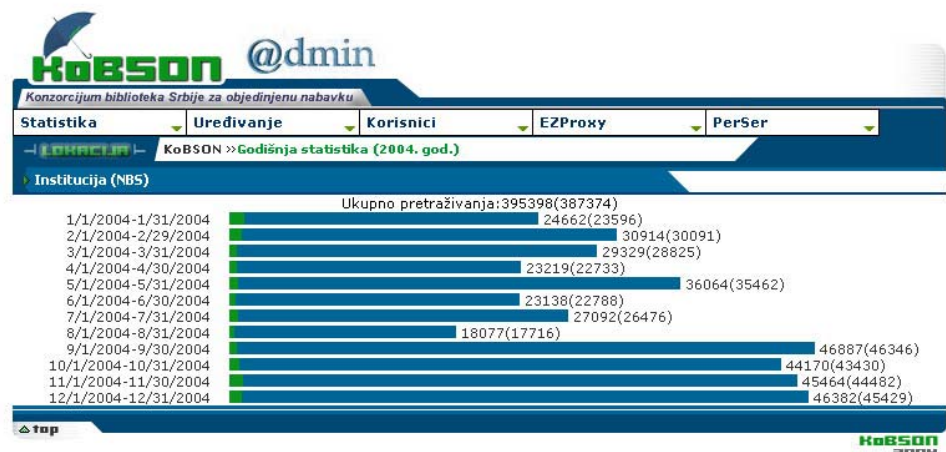 KoBSON @dmin
Konzorcijum biblioteka Srbije za objedinjenu nabavku
Statistika Uređivanje Korisnici EZProxy PerSer
LOKACIJA KoBSON »Godišnja statistika (2004. god.)
Institucija (NBS)
Ukupno pretraživanja:395398(387374)
1/1/2004-1/31/2004 24662(23596)
2/1/2004-2/29/2004 30914(30091)
3/1/2004-3/31/2004 29329(28825)
4/1/2004-4/30/2004 23219(22733)
5/1/2004-5/31/2004 36064(35462)
6/1/2004-6/30/2004 23138(22788)
7/1/2004-7/31/2004 27092(26476)
8/1/2004-8/31/2004 18077(17716)
9/1/2004-9/30/2004 46887(46346)
10/1/2004-10/31/2004 44170(43430)
11/1/2004-11/30/2004 45464(44482)
12/1/2004-12/31/2004 46382(45429)
top
KoBSON